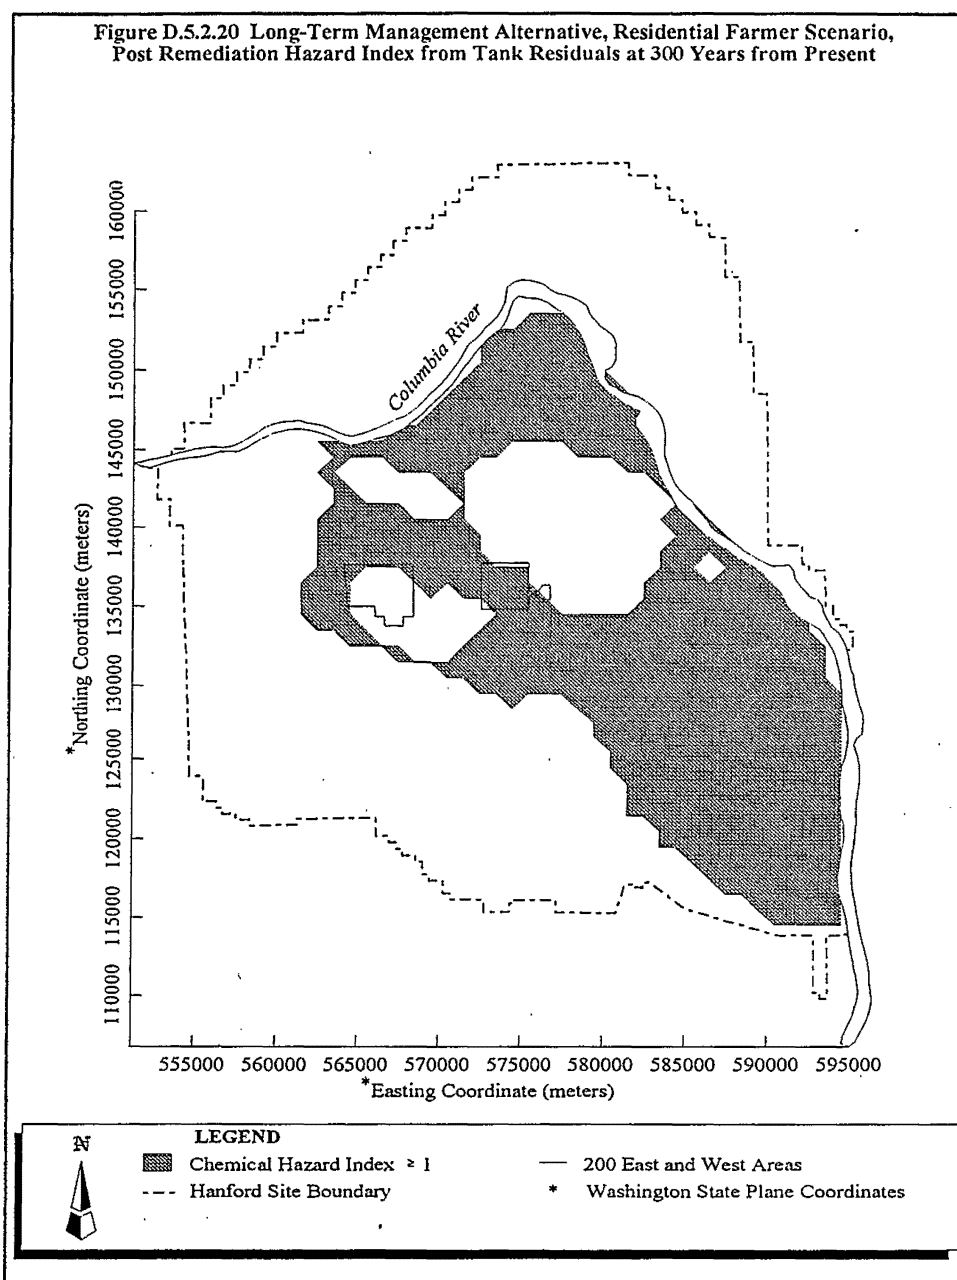 Figure D.5.2.20 Long-Term Management Alternative, Residential Farmer Scenario,
Post Remediation Hazard Index from Tank Residuals at 300 Years from Present
Columbia River
*Northing Coordinate (meters)
160000
155000
150000
145000
140000
135000
130000
125000
120000
115000
110000
555000 560000 565000 570000 575000 580000 585000 590000 595000
*Easting Coordinate (meters)
N
LEGEND
Chemical Hazard Index ≥ 1
Hanford Site Boundary
200 East and West Areas
* Washington State Plane Coordinates